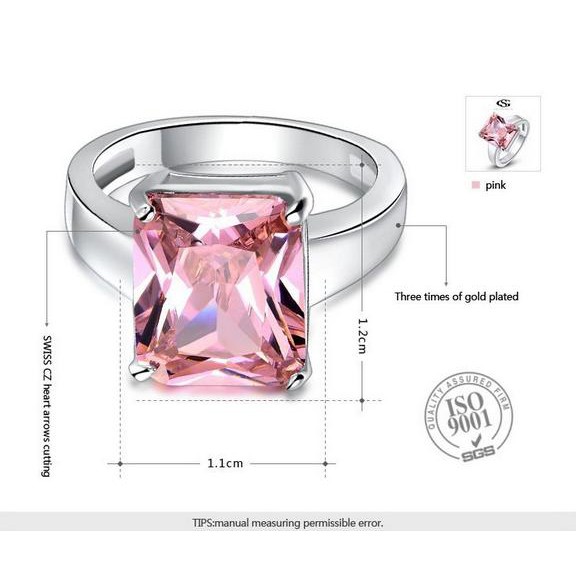 S
pink
Three times of gold plated
1.2cm
SWISS CZ heart arrows cutting
QUALITY ASSURED FIRM
ISO
9001
SGS
1.1cm
TIPS:manual measuring permissible error.